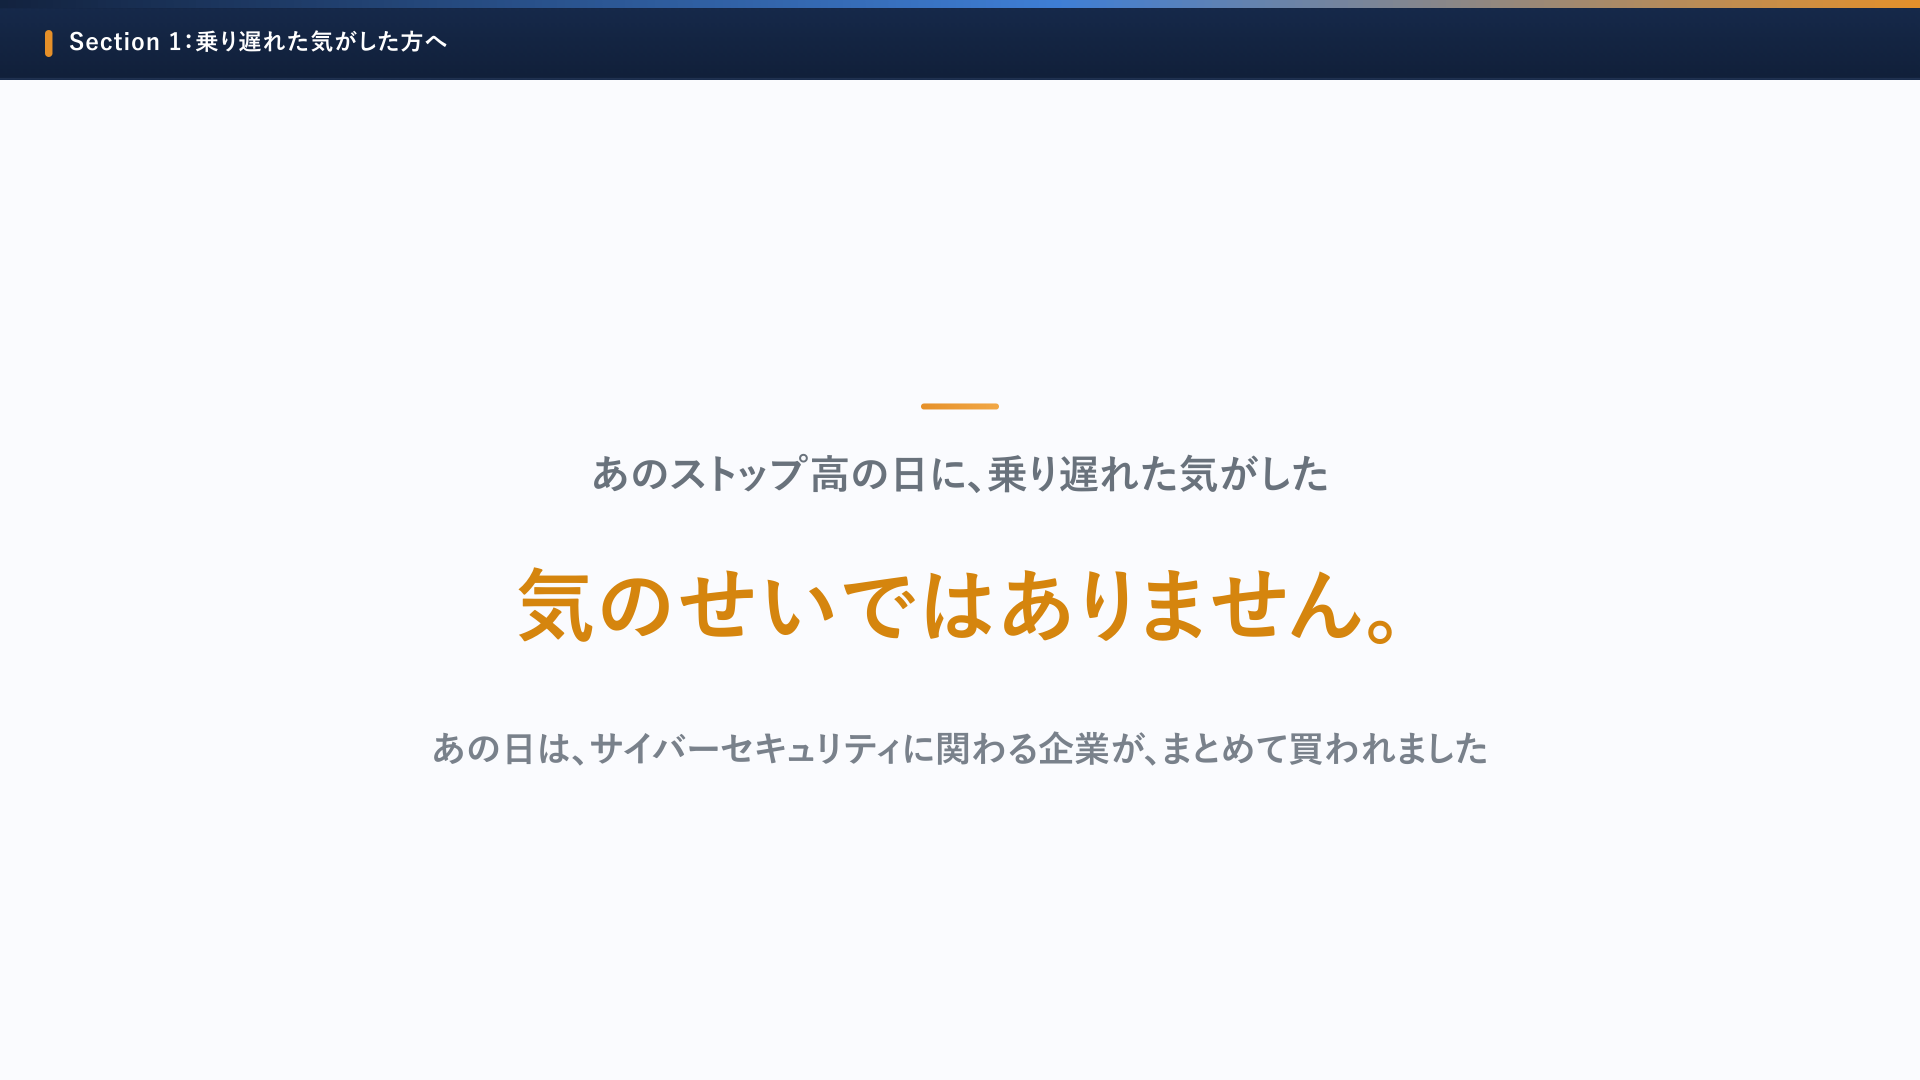 Section 1：乗り遅れた気がした方へ
あのストップ高の日に、乗り遅れた気がした
気のせいではありません。
あの日は、サイバーセキュリティに関わる企業が、まとめて買われました